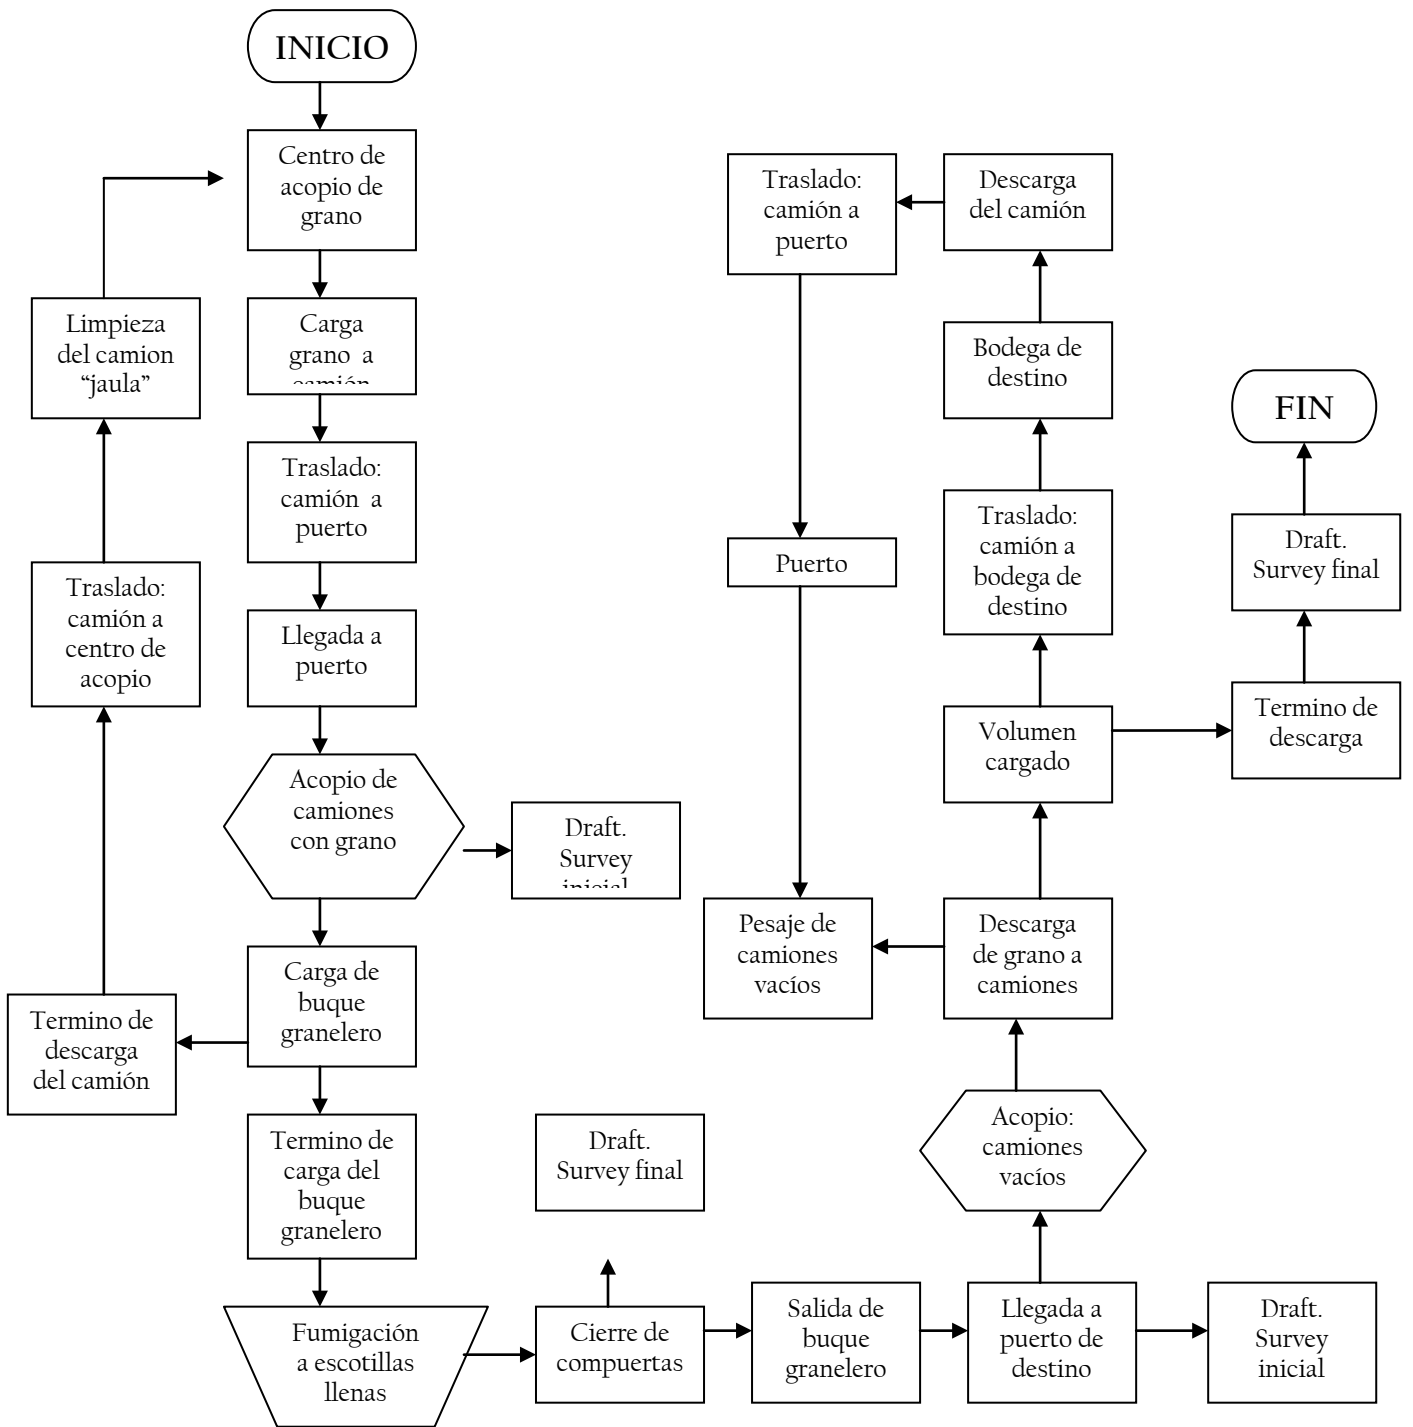 INICIO
Centro de
acopio de
grano
Carga
grano a
camión
Traslado:
camión a
puerto
Llegada a
puerto
Acopio de
camiones
con grano
Draft.
Survey
inicial
Carga de
buque
granelero
Termino de
descarga
del camión
Traslado:
camión a
centro de
acopio
Limpieza
del camion
“jaula”
Termino de
carga del
buque
granelero
Fumigación
a escotillas
llenas
Cierre de
compuertas
Draft.
Survey final
Salida de
buque
granelero
Llegada a
puerto de
destino
Draft.
Survey
inicial
Acopio:
camiones
vacíos
Descarga
de grano a
camiones
Pesaje de
camiones
vacíos
Volumen
cargado
Traslado:
camión a
bodega de
destino
Bodega de
destino
Descarga
del camión
Traslado:
camión a
puerto
Puerto
Termino de
descarga
Draft.
Survey final
FIN